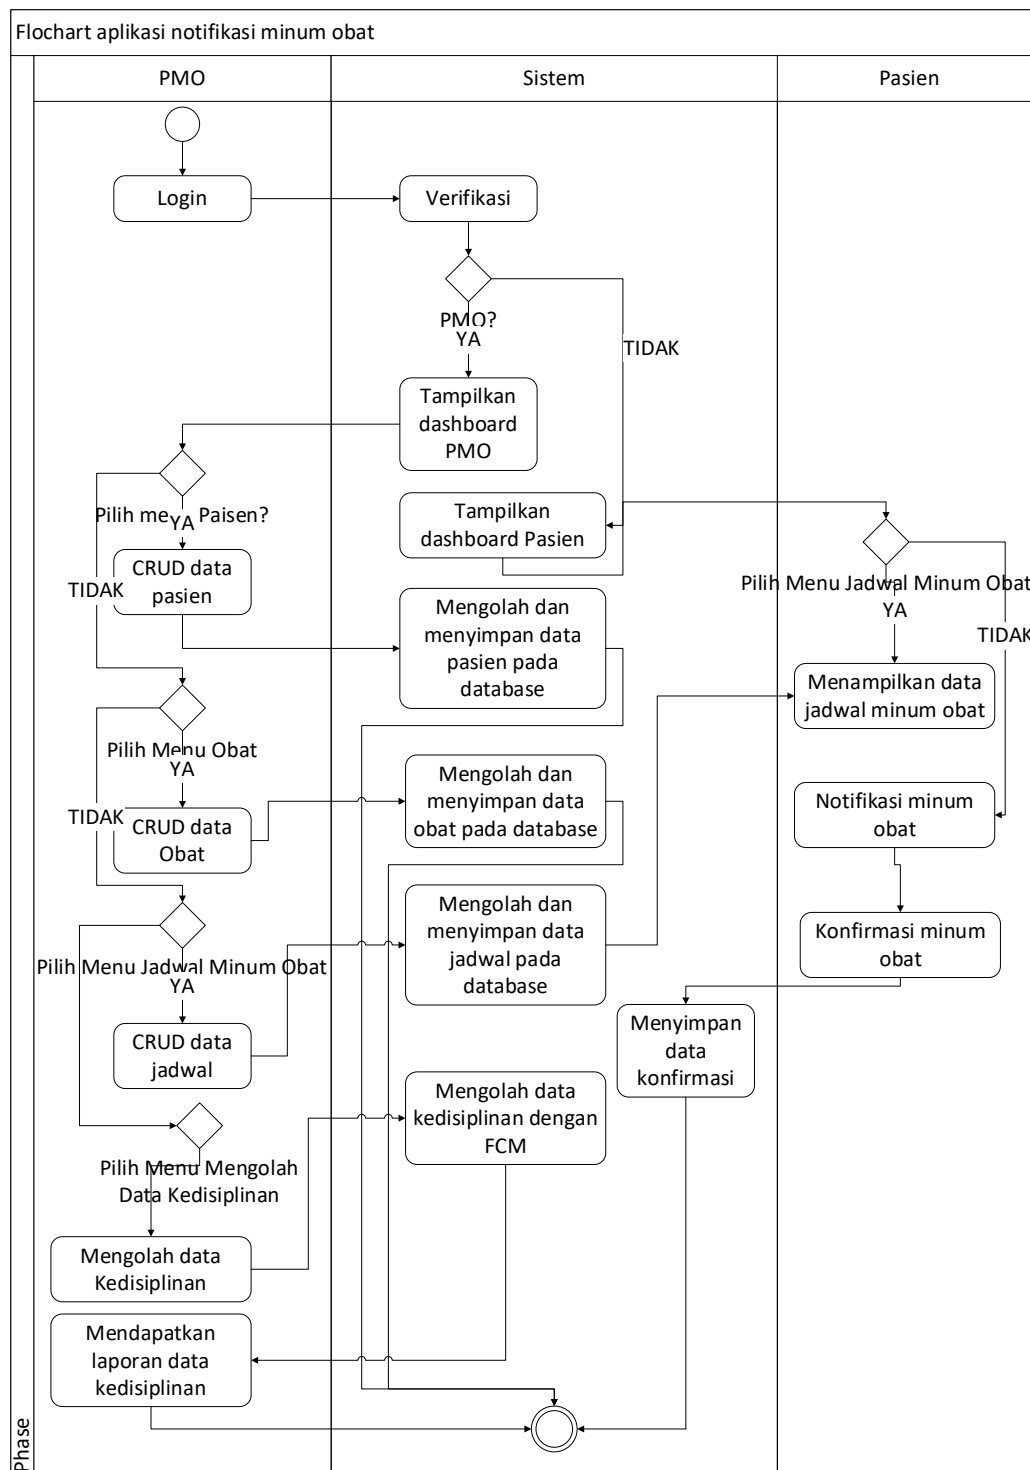 Flochart aplikasi notifikasi minum obat
PMO
Sistem
Pasien
Login
Verifikasi
PMO?
YA
TIDAK
Tampilkan
dashboard
PMO
Pilih me
YA
Paisen?
TIDAK
CRUD data
pasien
Tampilkan
dashboard Pasien
Pilih Menu Jadwal Minum Obat
YA
TIDAK
Mengolah dan
menyimpan data
pasien pada
database
Menampilkan data
jadwal minum obat
Pilih Menu Obat
YA
TIDAK
CRUD data
Obat
Mengolah dan
menyimpan data
obat pada database
Notifikasi minum
obat
Mengolah dan
menyimpan data
jadwal pada
database
Konfirmasi minum
obat
Pilih Menu Jadwal Minum Obat
YA
CRUD data
jadwal
Menyimpan
data
konfirmasi
Mengolah data
kedisiplinan dengan
FCM
Pilih Menu Mengolah
Data Kedisiplinan
Mengolah data
Kedisiplinan
Mendapatkan
laporan data
kedisiplinan
Phase